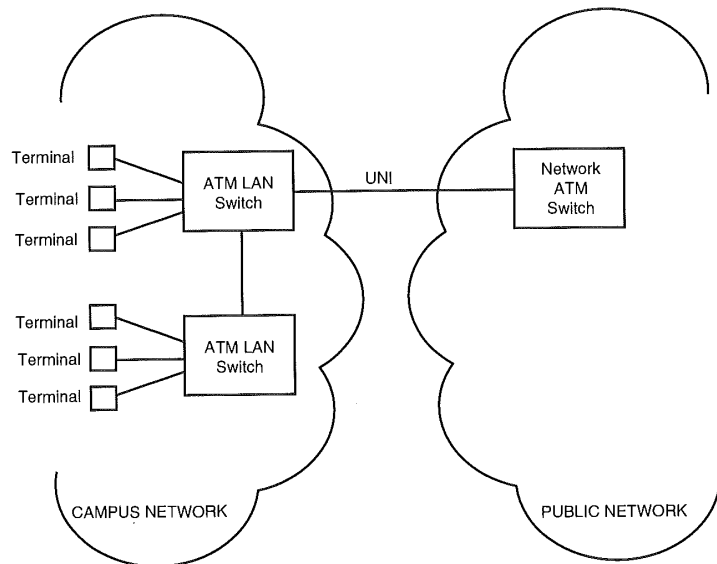 Terminal
Terminal
Terminal
ATM LAN
Switch
UNI
Network
ATM
Switch
Terminal
Terminal
Terminal
ATM LAN
Switch
CAMPUS NETWORK
PUBLIC NETWORK